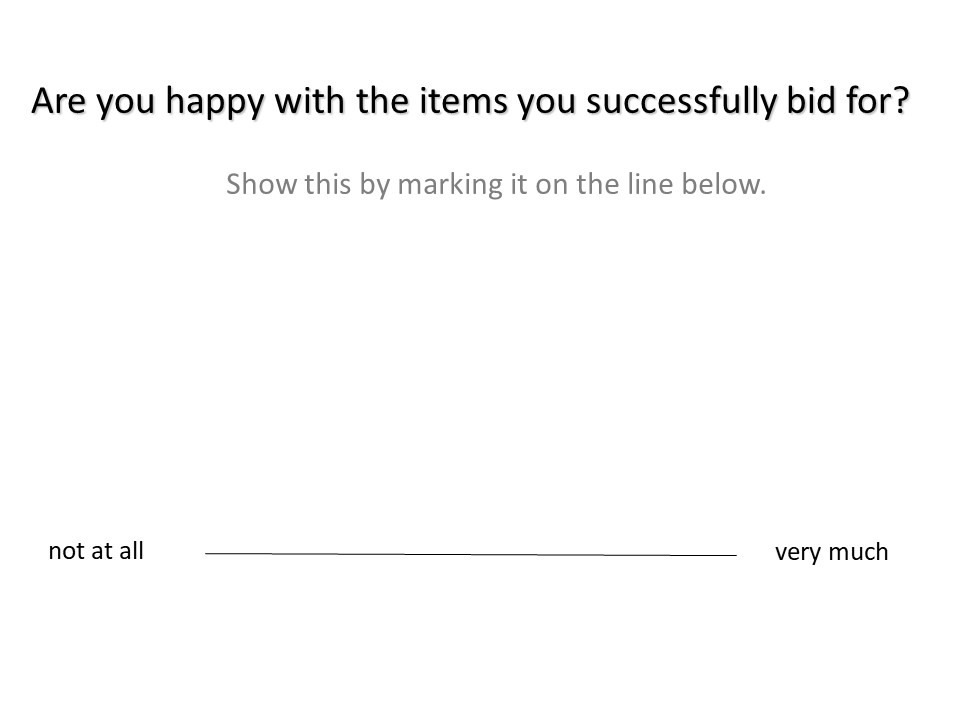 Are you happy with the items you successfully bid for?
Show this by marking it on the line below.
not at all
very much